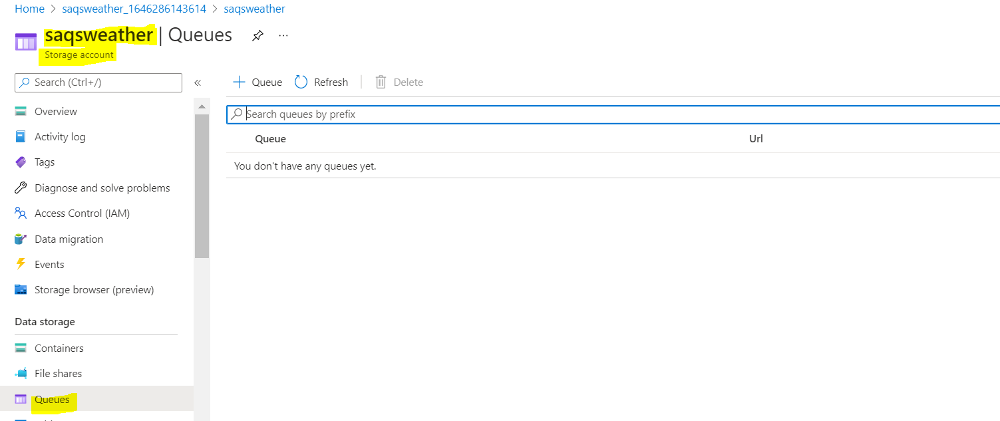 Home > saqsweather_1646286143614 > saqsweather
saqsweather | Queues ...
Storage account
Search (Ctrl+/) «
Queue Refresh Delete
Search queues by prefix
Queue Url
You don't have any queues yet.
Overview
Activity log
Tags
Diagnose and solve problems
Access Control (IAM)
Data migration
Events
Storage browser (preview)
Data storage
Containers
File shares
Queues